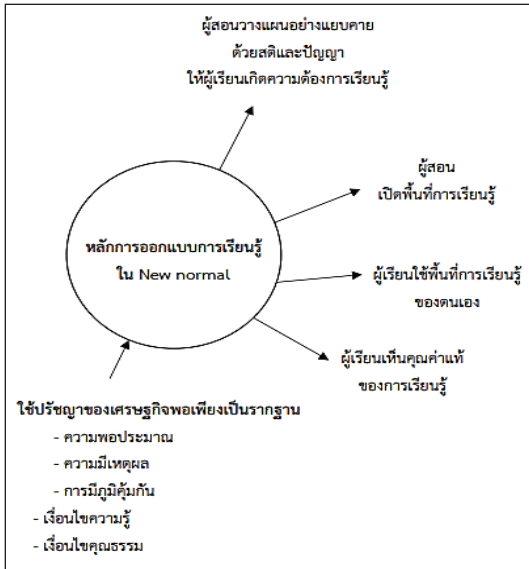 ผู้สอนวางแผนอย่างแยบคาย
ด้วยสติและปัญญา
ให้ผู้เรียนเกิดความต้องการเรียนรู้
ผู้สอน
เปิดพื้นที่การเรียนรู้
หลักการออกแบบการเรียนรู้
ใน New normal
ผู้เรียนใช้พื้นที่การเรียนรู้
ของตนเอง
ผู้เรียนเห็นคุณค่าแท้
ของการเรียนรู้
ใช้ปรัชญาของเศรษฐกิจพอเพียงเป็นรากฐาน
- ความพอประมาณ
- ความมีเหตุผล
- การมีภูมิคุ้มกัน
- เงื่อนไขความรู้
- เงื่อนไขคุณธรรม